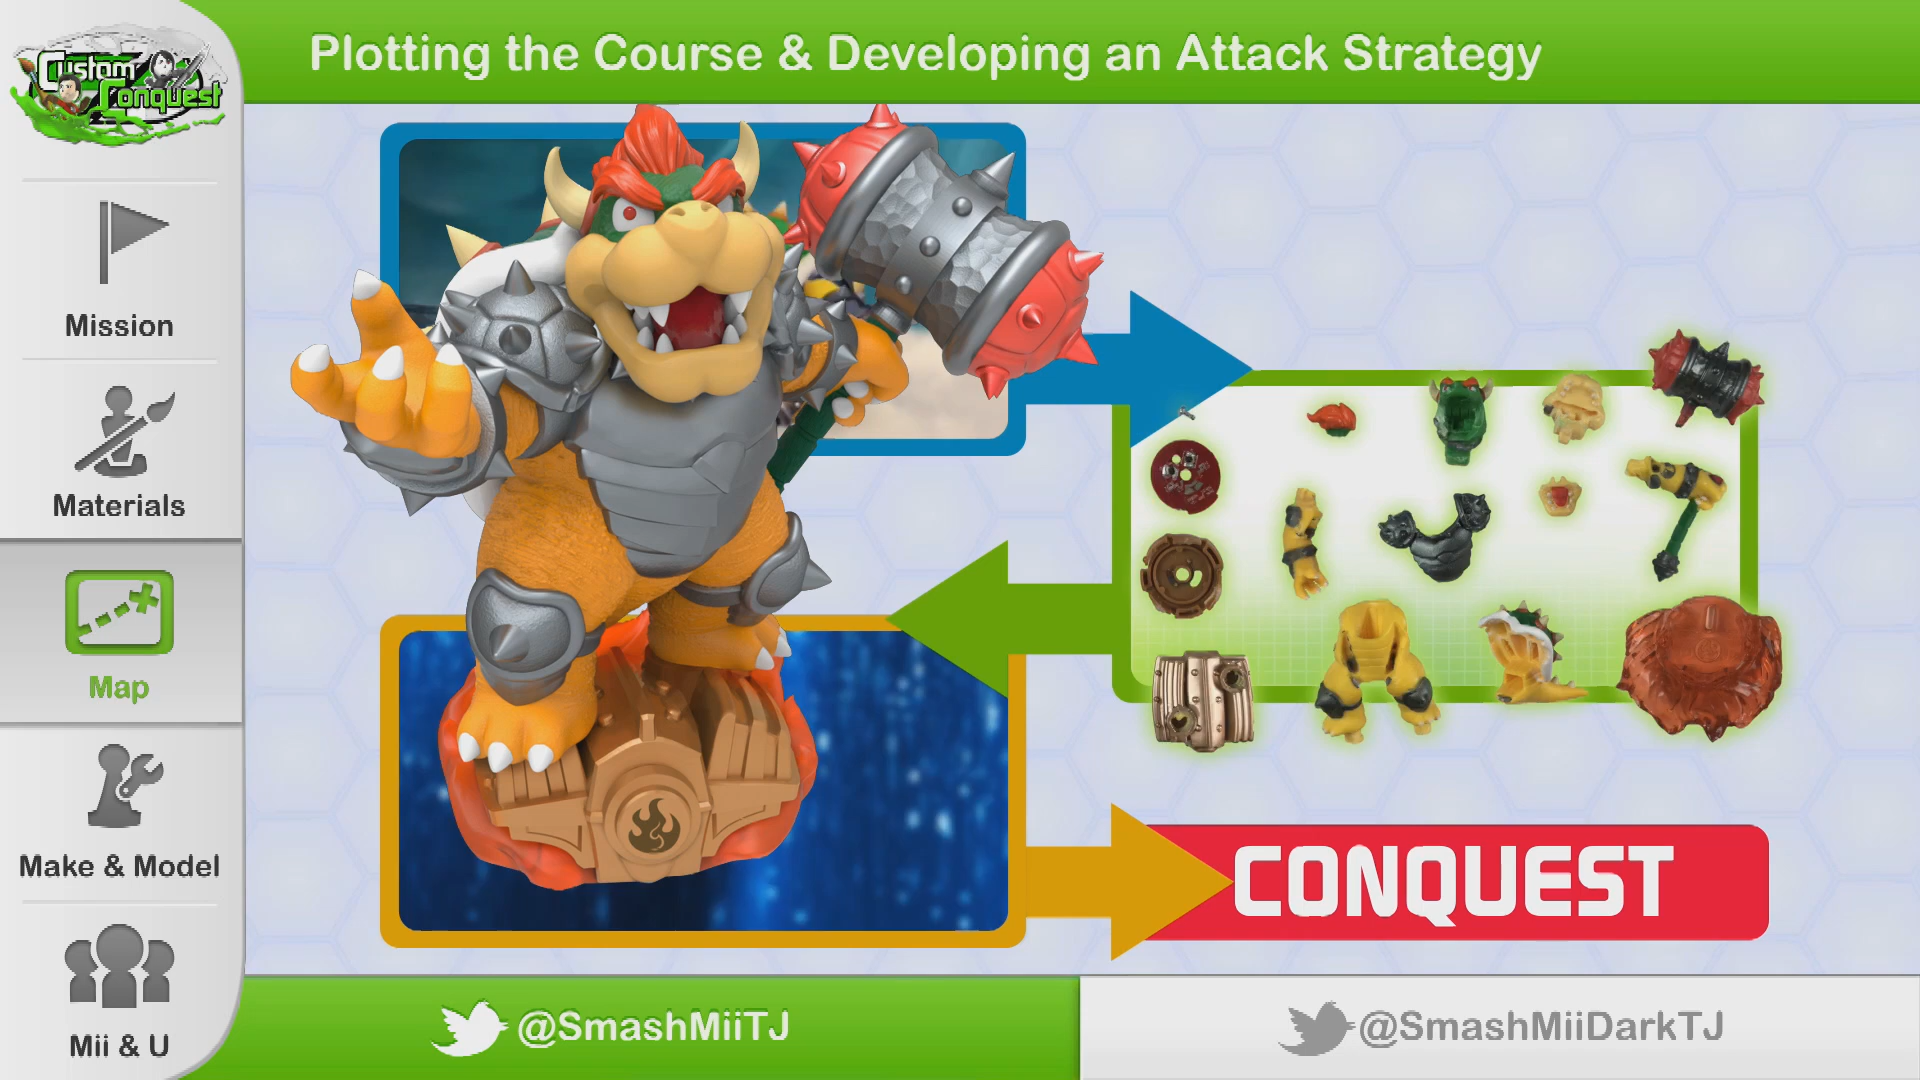 Custom
Conquest
Plotting the Course & Developing an Attack Strategy
Mission
Materials
Map
Make & Model
Mii & U
CONQUEST
@SmashMiiTJ
@SmashMiiDarkTJ